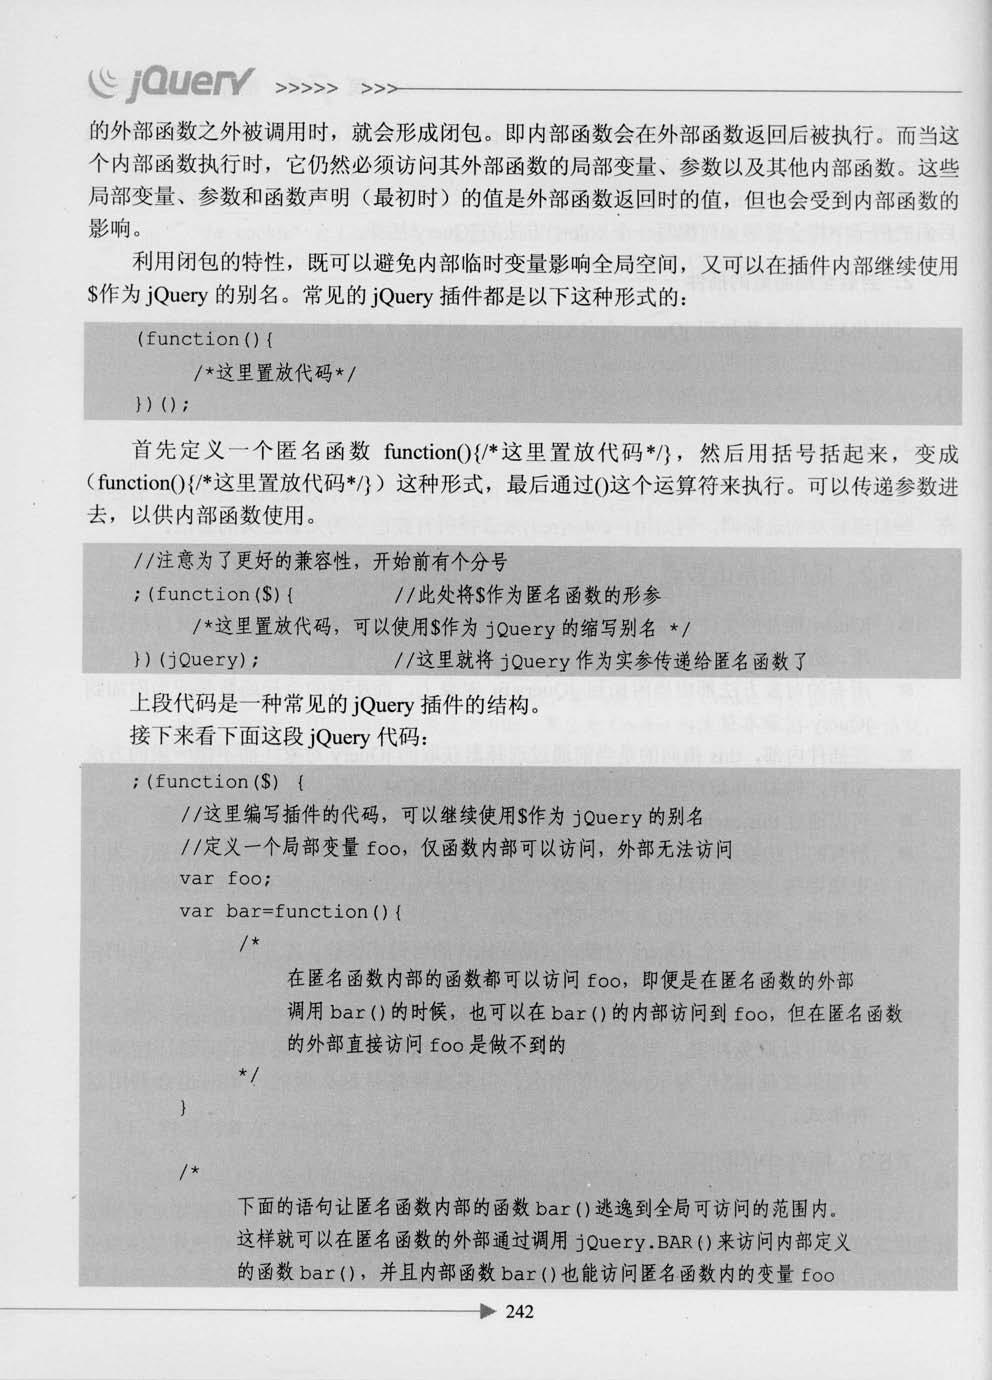 jQuery >>>>> >>>
的外部函数之外被调用时，就会形成闭包。即内部函数会在外部函数返回后被执行。而当这
个内部函数执行时，它仍然必须访问其外部函数的局部变量、参数以及其他内部函数。这些
局部变量、参数和函数声明（最初时）的值是外部函数返回时的值，但也会受到内部函数的
影响。
利用闭包的特性，既可以避免内部临时变量影响全局空间，又可以在插件内部继续使用
$作为 jQuery 的别名。常见的 jQuery 插件都是以下这种形式的：
(function(){
/*这里置放代码*/
})();
首先定义一个匿名函数 function(){/*这里置放代码*/}，然后用括号括起来，变成
（function(){/*这里置放代码*/}）这种形式，最后通过()这个运算符来执行。可以传递参数进
去，以供内部函数使用。
//注意为了更好的兼容性，开始前有个分号
;(function($){ //此处将$作为匿名函数的形参
/*这里置放代码，可以使用$作为 jQuery 的缩写别名 */
})(jQuery); //这里就将 jQuery 作为实参传递给匿名函数了
上段代码是一种常见的 jQuery 插件的结构。
接下来看下面这段 jQuery 代码：
;(function($) {
//这里编写插件的代码，可以继续使用$作为 jQuery 的别名
//定义一个局部变量 foo，仅函数内部可以访问，外部无法访问
var foo;
var bar=function(){
/*
在匿名函数内部的函数都可以访问 foo，即便是在匿名函数的外部
调用 bar()的时候，也可以在 bar()的内部访问到 foo，但在匿名函数
的外部直接访问 foo 是做不到的
*/
}
/*
下面的语句让匿名函数内部的函数 bar()逃逸到全局可访问的范围内。
这样就可以在匿名函数的外部通过调用 jQuery.BAR()来访问内部定义
的函数 bar()，并且内部函数 bar()也能访问匿名函数内的变量 foo
242